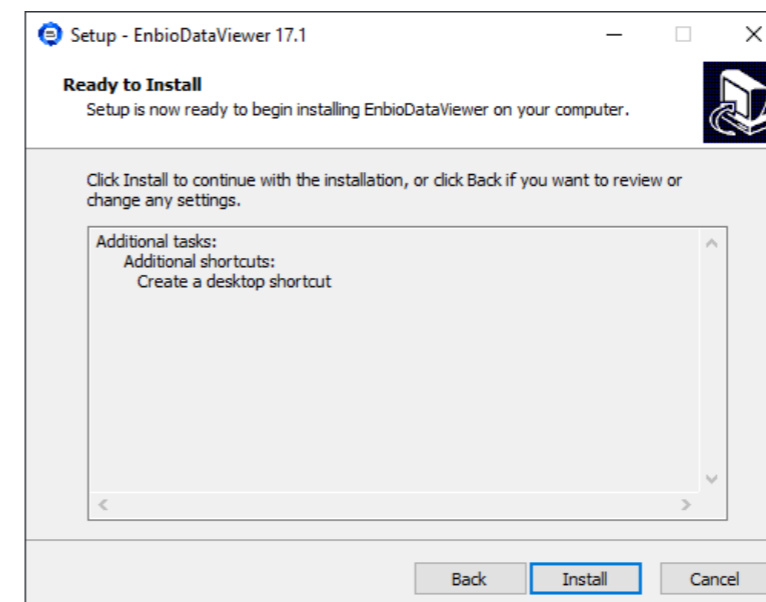 Setup - EnbioDataViewer 17.1
Ready to Install
Setup is now ready to begin installing EnbioDataViewer on your computer.
Click Install to continue with the installation, or click Back if you want to review or
change any settings.
Additional tasks:
Additional shortcuts:
Create a desktop shortcut
Back
Install
Cancel